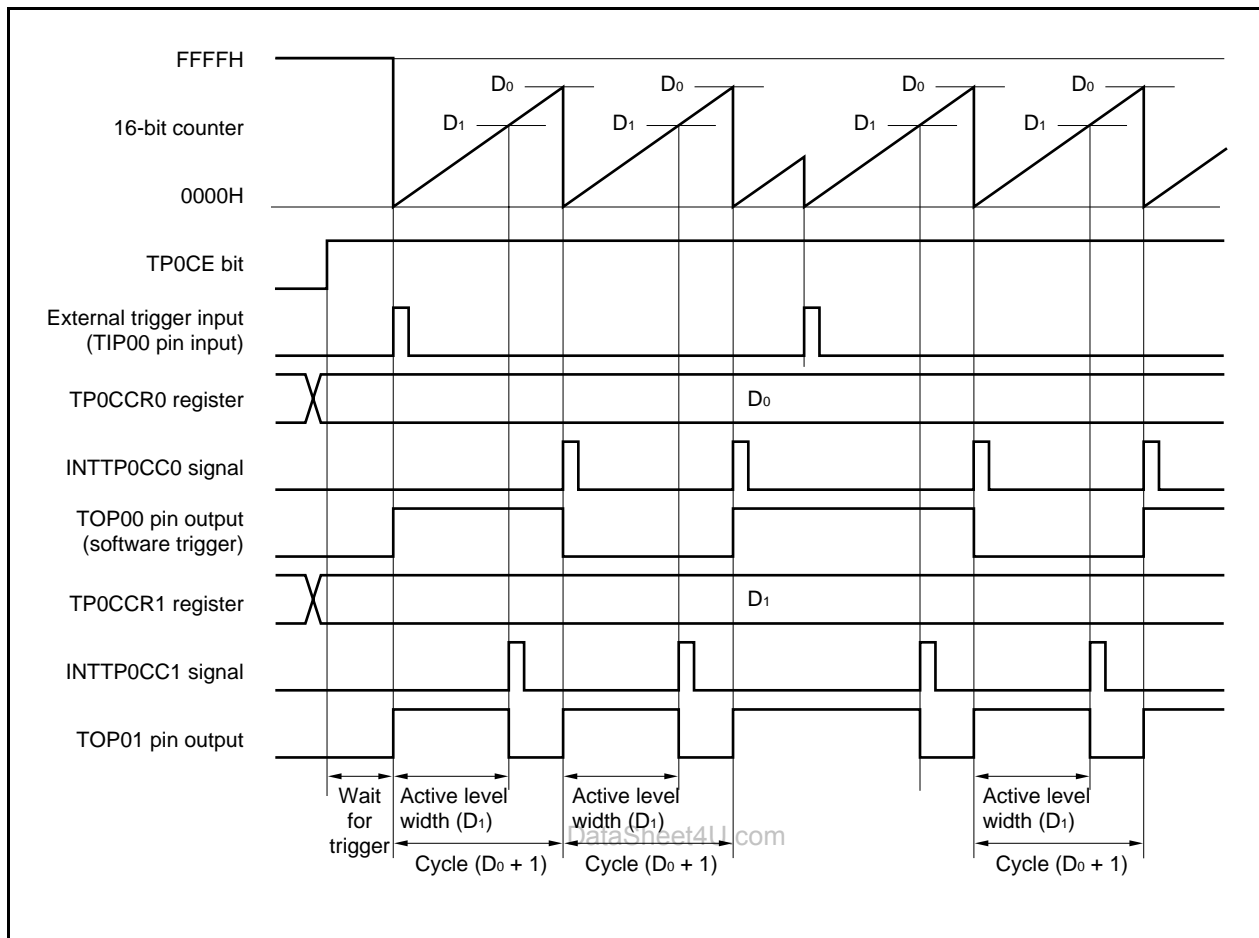 FFFFH
D0 D0 D0 D0
D1 D1 D1 D1
16-bit counter
0000H
TP0CE bit
External trigger input
(TIP00 pin input)
TP0CCR0 register
D0
INTTP0CC0 signal
TOP00 pin output
(software trigger)
TP0CCR1 register
D1
INTTP0CC1 signal
TOP01 pin output
Wait
for
trigger
Active level
width (D1)
Active level
width (D1)
Active level
width (D1)
DataSheet4U.com
Cycle (D0 + 1)
Cycle (D0 + 1)
Cycle (D0 + 1)